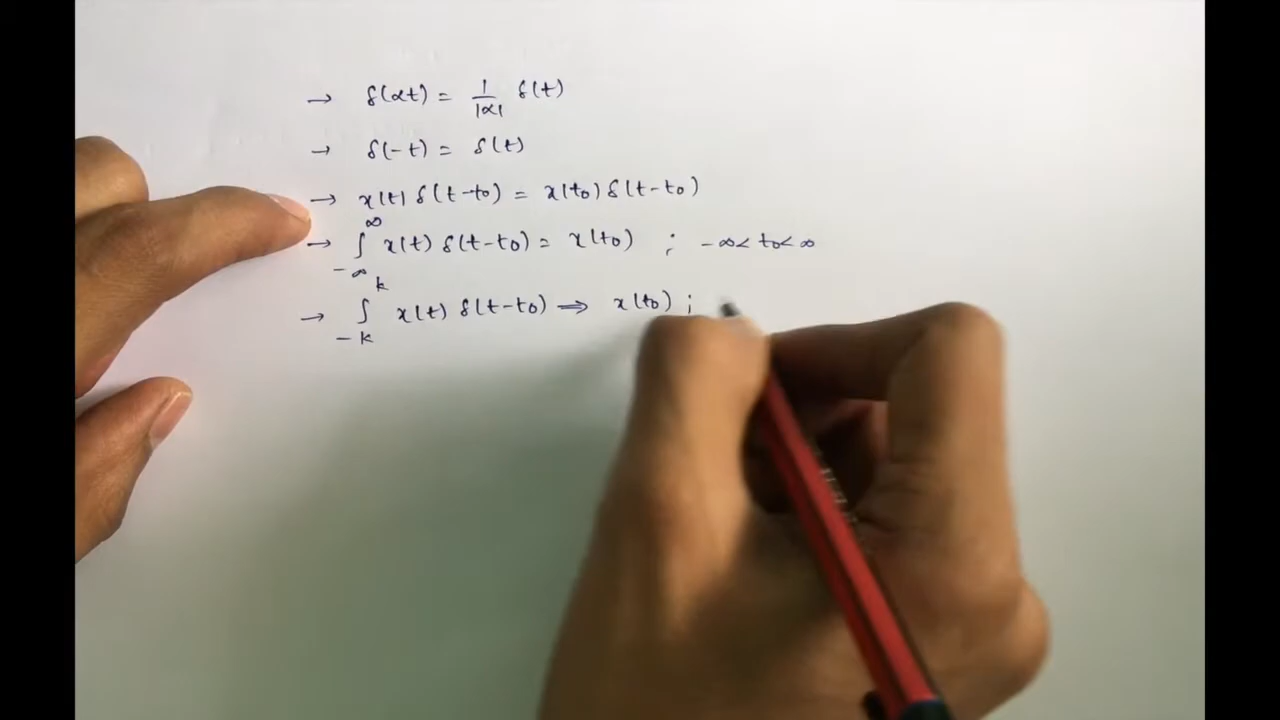 → δ(αt) = 1/|α| δ(t)
→ δ(-t) = δ(t)
→ x(t) δ(t-t₀) = x(t₀) δ(t-t₀)
→ ∫_{-∞}^{∞} x(t) δ(t-t₀) = x(t₀) ; -∞< t₀< ∞
→ ∫_{-k}^{k} x(t) δ(t-t₀) ⇒ x(t₀) ;